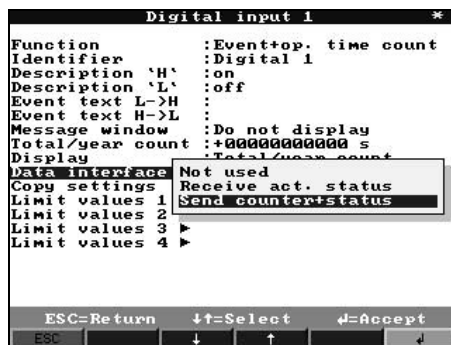 Digital input 1 *
Function :Event+op. time count
Identifier :Digital 1
Description 'H' :on
Description 'L' :off
Event text L->H :
Event text H->L :
Message window :Do not display
Total/year count :+00000000000 s
Display :Total/year count
Data interface Not used
Copy settings Receive act. status
Limit values 1 Send counter+status
Limit values 2
Limit values 3 ►
Limit values 4 ►
ESC=Return ↓↑=Select ↲=Accept
ESC ↓ ↑ ↲